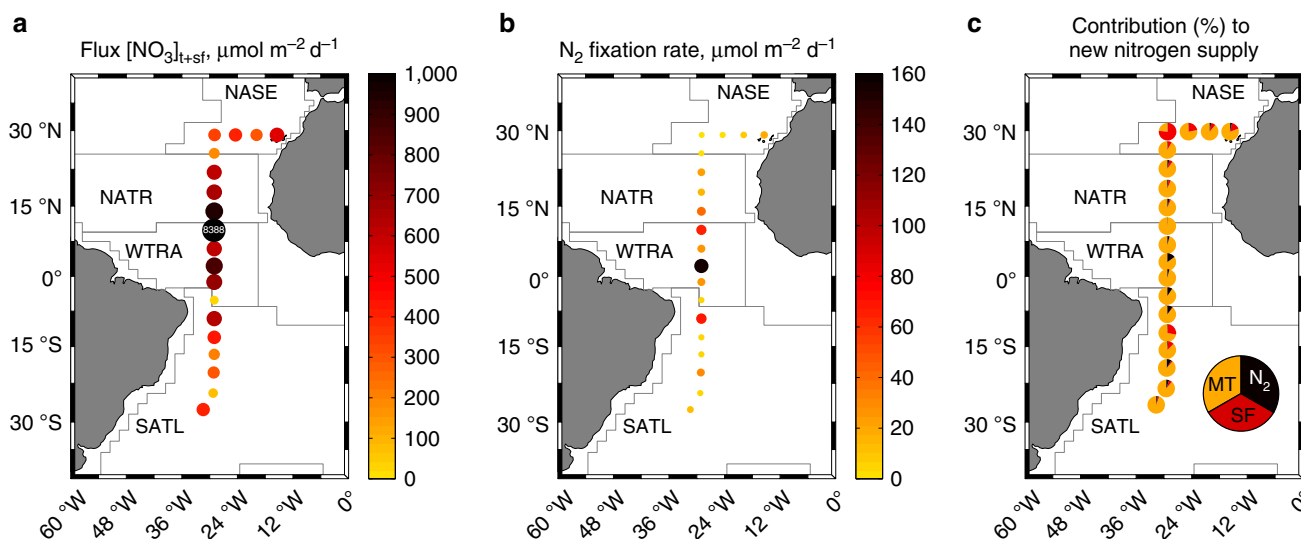 a
Flux [NO₃]ₜ₊ₛf, μmol m⁻² d⁻¹
NASE
NATR
WTRA
SATL
8388
30 °N
15 °N
0°
15 °S
30 °S
60 °W
48 °W
36 °W
24 °W
12 °W
0°
1,000
900
800
700
600
500
400
300
200
100
0
b
N₂ fixation rate, μmol m⁻² d⁻¹
NASE
NATR
WTRA
SATL
30 °N
15 °N
0°
15 °S
30 °S
60 °W
48 °W
36 °W
24 °W
12 °W
0°
160
140
120
100
80
60
40
20
0
c
Contribution (%) to
new nitrogen supply
NASE
NATR
WTRA
SATL
MT
N₂
SF
30 °N
15 °N
0°
15 °S
30 °S
60 °W
48 °W
36 °W
24 °W
12 °W
0°